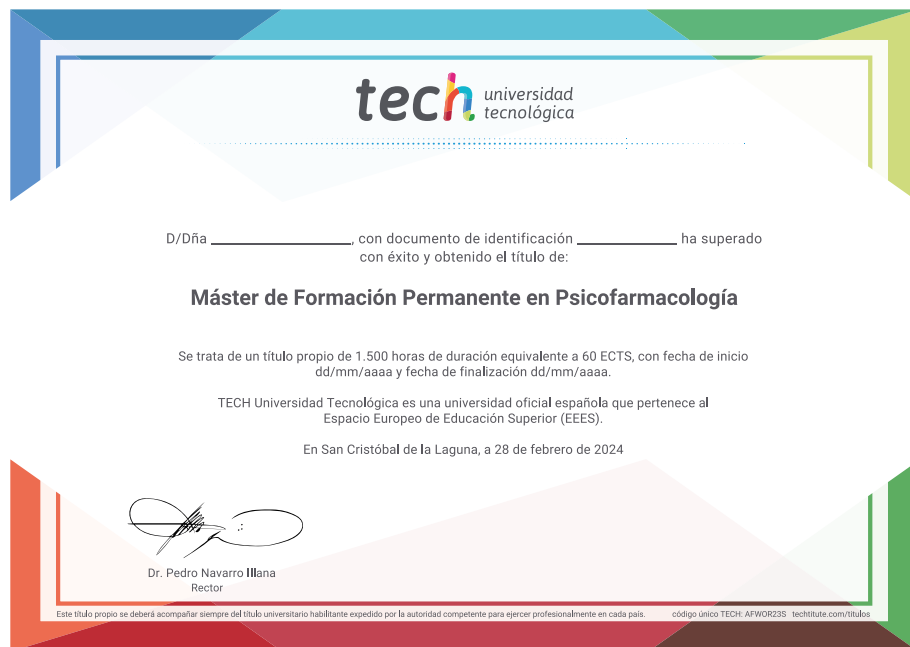 tech universidad
tecnológica
D/Dña ____________________, con documento de identificación ______________ ha superado
con éxito y obtenido el título de:
Máster de Formación Permanente en Psicofarmacología
Se trata de un título propio de 1.500 horas de duración equivalente a 60 ECTS, con fecha de inicio
dd/mm/aaaa y fecha de finalización dd/mm/aaaa.
TECH Universidad Tecnológica es una universidad oficial española que pertenece al
Espacio Europeo de Educación Superior (EEES).
En San Cristóbal de la Laguna, a 28 de febrero de 2024
Dr. Pedro Navarro Illana
Rector
Este título propio se deberá acompañar siempre del título universitario habilitante expedido por la autoridad competente para ejercer profesionalmente en cada país. código único TECH: AFWOR23S techtitute.com/titulos